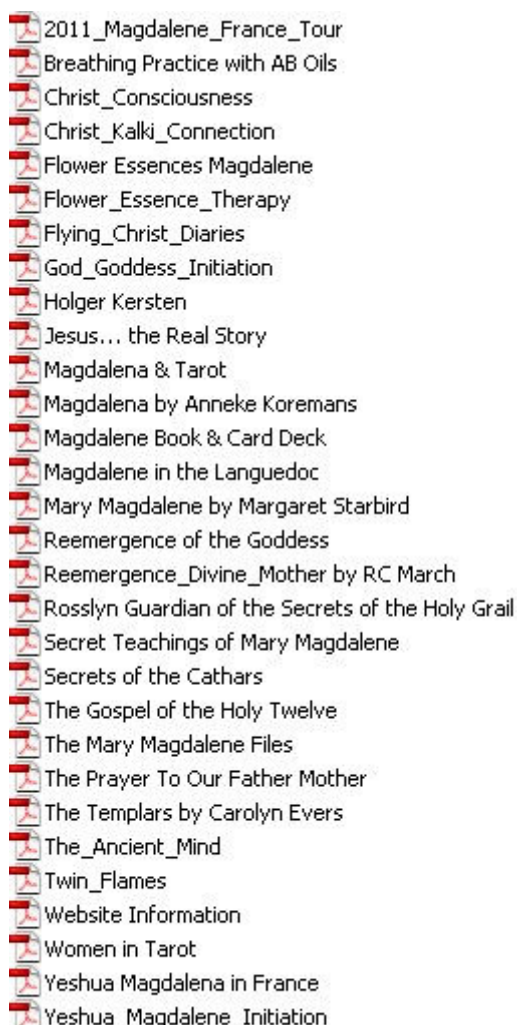 2011_Magdalene_France_Tour
Breathing Practice with AB Oils
Christ_Consciousness
Christ_Kalki_Connection
Flower Essences Magdalene
Flower_Essence_Therapy
Flying_Christ_Diaries
God_Goddess_Initiation
Holger Kersten
Jesus... the Real Story
Magdalena & Tarot
Magdalena by Anneke Koremans
Magdalene Book & Card Deck
Magdalene in the Languedoc
Mary Magdalene by Margaret Starbird
Reemergence of the Goddess
Reemergence_Divine_Mother by RC March
Rosslyn Guardian of the Secrets of the Holy Grail
Secret Teachings of Mary Magdalene
Secrets of the Cathars
The Gospel of the Holy Twelve
The Mary Magdalene Files
The Prayer To Our Father Mother
The Templars by Carolyn Evers
The_Ancient_Mind
Twin_Flames
Website Information
Women in Tarot
Yeshua Magdalena in France
Yeshua_Magdalene_Initiation